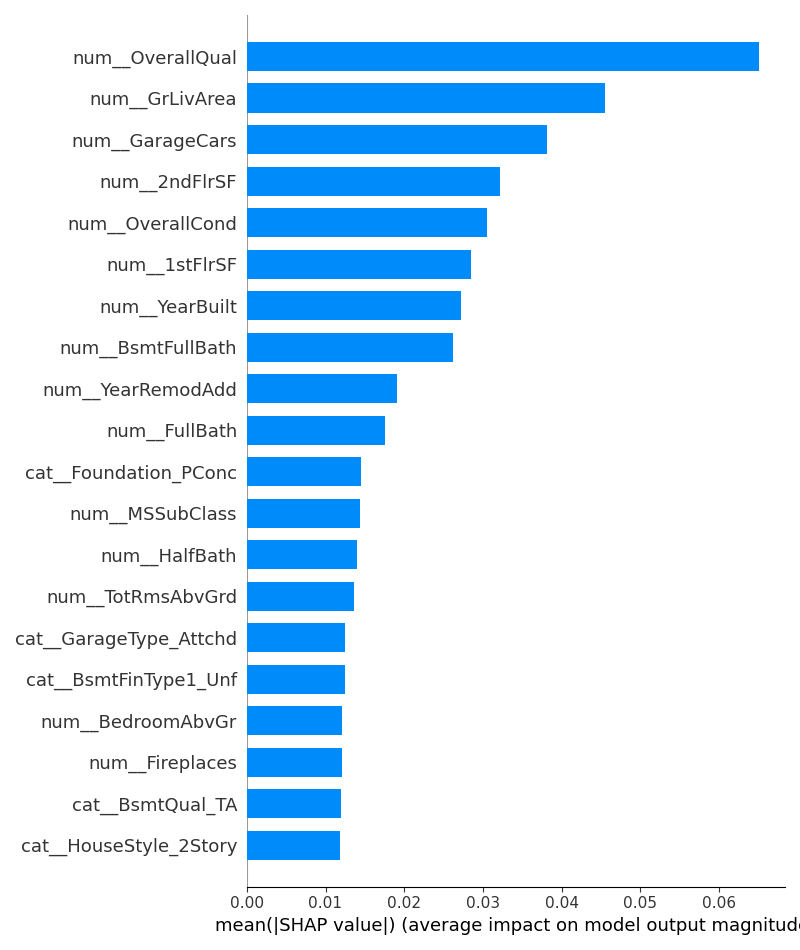 num__OverallQual
num__GrLivArea
num__GarageCars
num__2ndFlrSF
num__OverallCond
num__1stFlrSF
num__YearBuilt
num__BsmtFullBath
num__YearRemodAdd
num__FullBath
cat__Foundation_PConc
num__MSSubClass
num__HalfBath
num__TotRmsAbvGrd
cat__GarageType_Attchd
cat__BsmtFinType1_Unf
num__BedroomAbvGr
num__Fireplaces
cat__BsmtQual_TA
cat__HouseStyle_2Story
0.00 0.01 0.02 0.03 0.04 0.05 0.06
mean(|SHAP value|) (average impact on model output magnitude